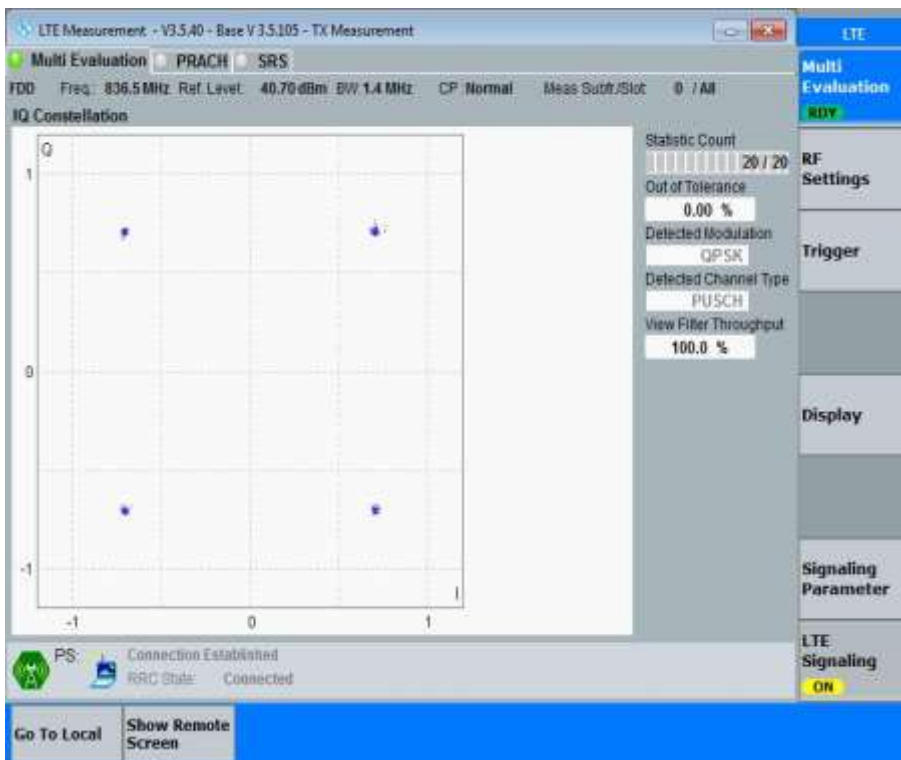 LTE Measurement - V3.5.40 - Base V 3.5.105 - TX Measurement
LTE
Multi Evaluation PRACH SRS
Multi Evaluation
RDY
FDD Freq.: 836.5 MHz Ref. Level: 40.70 dBm BW: 1.4 MHz CP: Normal Meas Subfr./Slot: 0 / All
IQ Constellation
Q
1
0
-1
-1 0 1
I
Statistic Count
20 / 20
Out of Tolerance
0.00 %
Detected Modulation
QPSK
Detected Channel Type
PUSCH
View Filter Throughput
100.0 %
RF Settings
Trigger
Display
Signaling Parameter
LTE Signaling
ON
PS: Connection Established
RRC State: Connected
Go To Local
Show Remote Screen